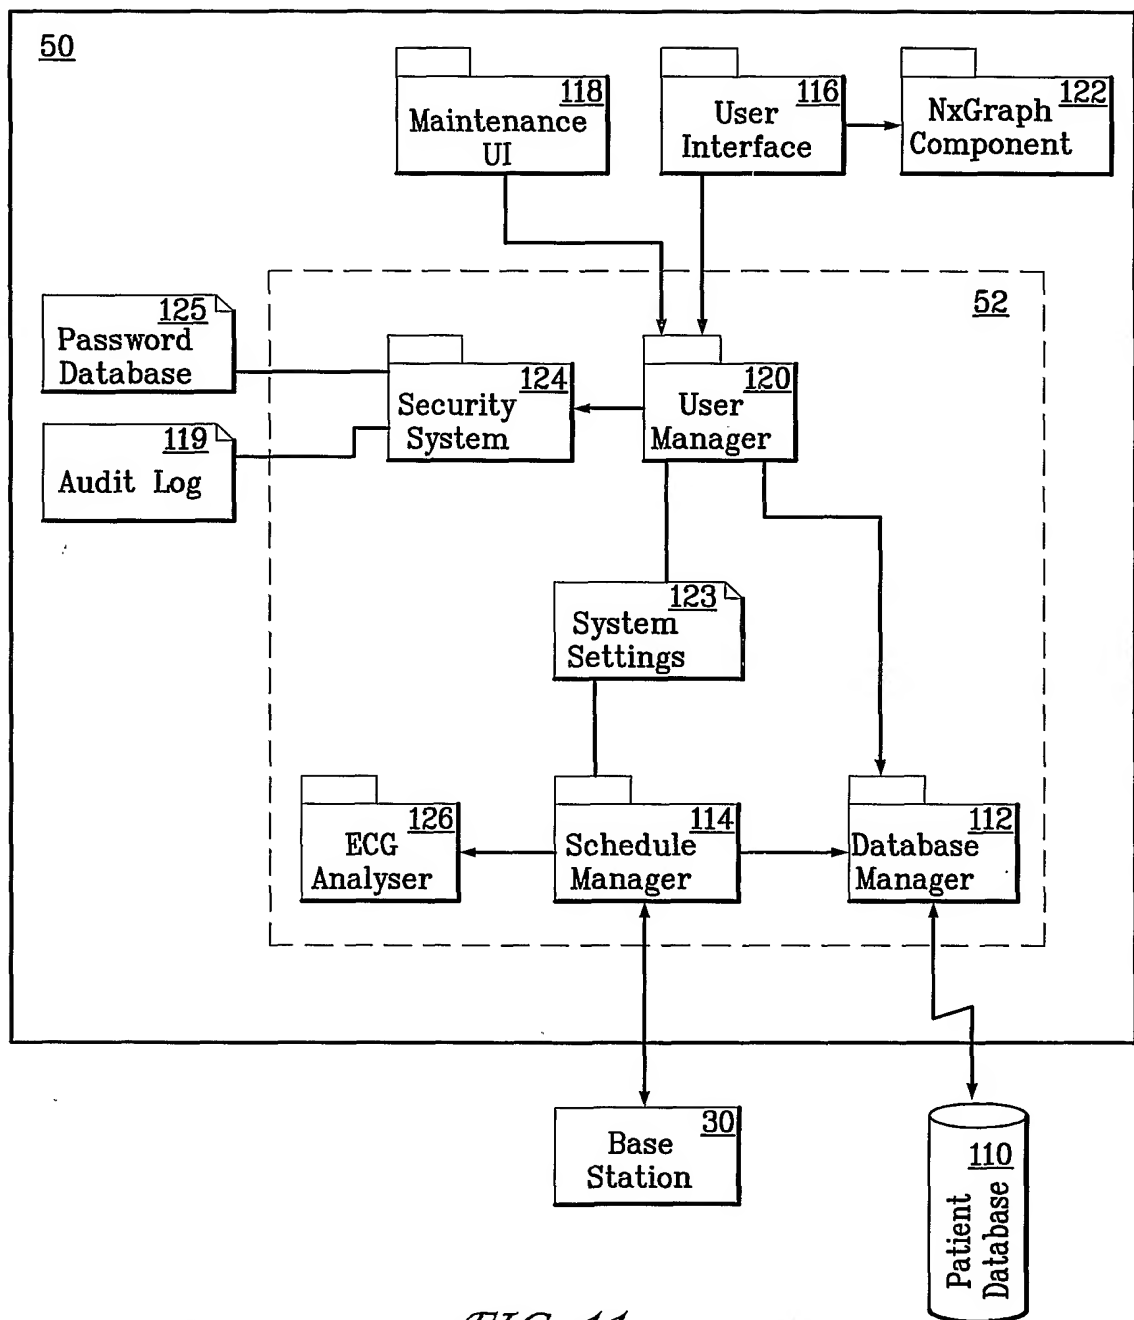 50
118
Maintenance
UI
116
User
Interface
122
NxGraph
Component
52
125
Password
Database
124
Security
System
120
User
Manager
119
Audit Log
123
System
Settings
126
ECG
Analyser
114
Schedule
Manager
112
Database
Manager
30
Base
Station
110
Patient
Database
FIG. 11